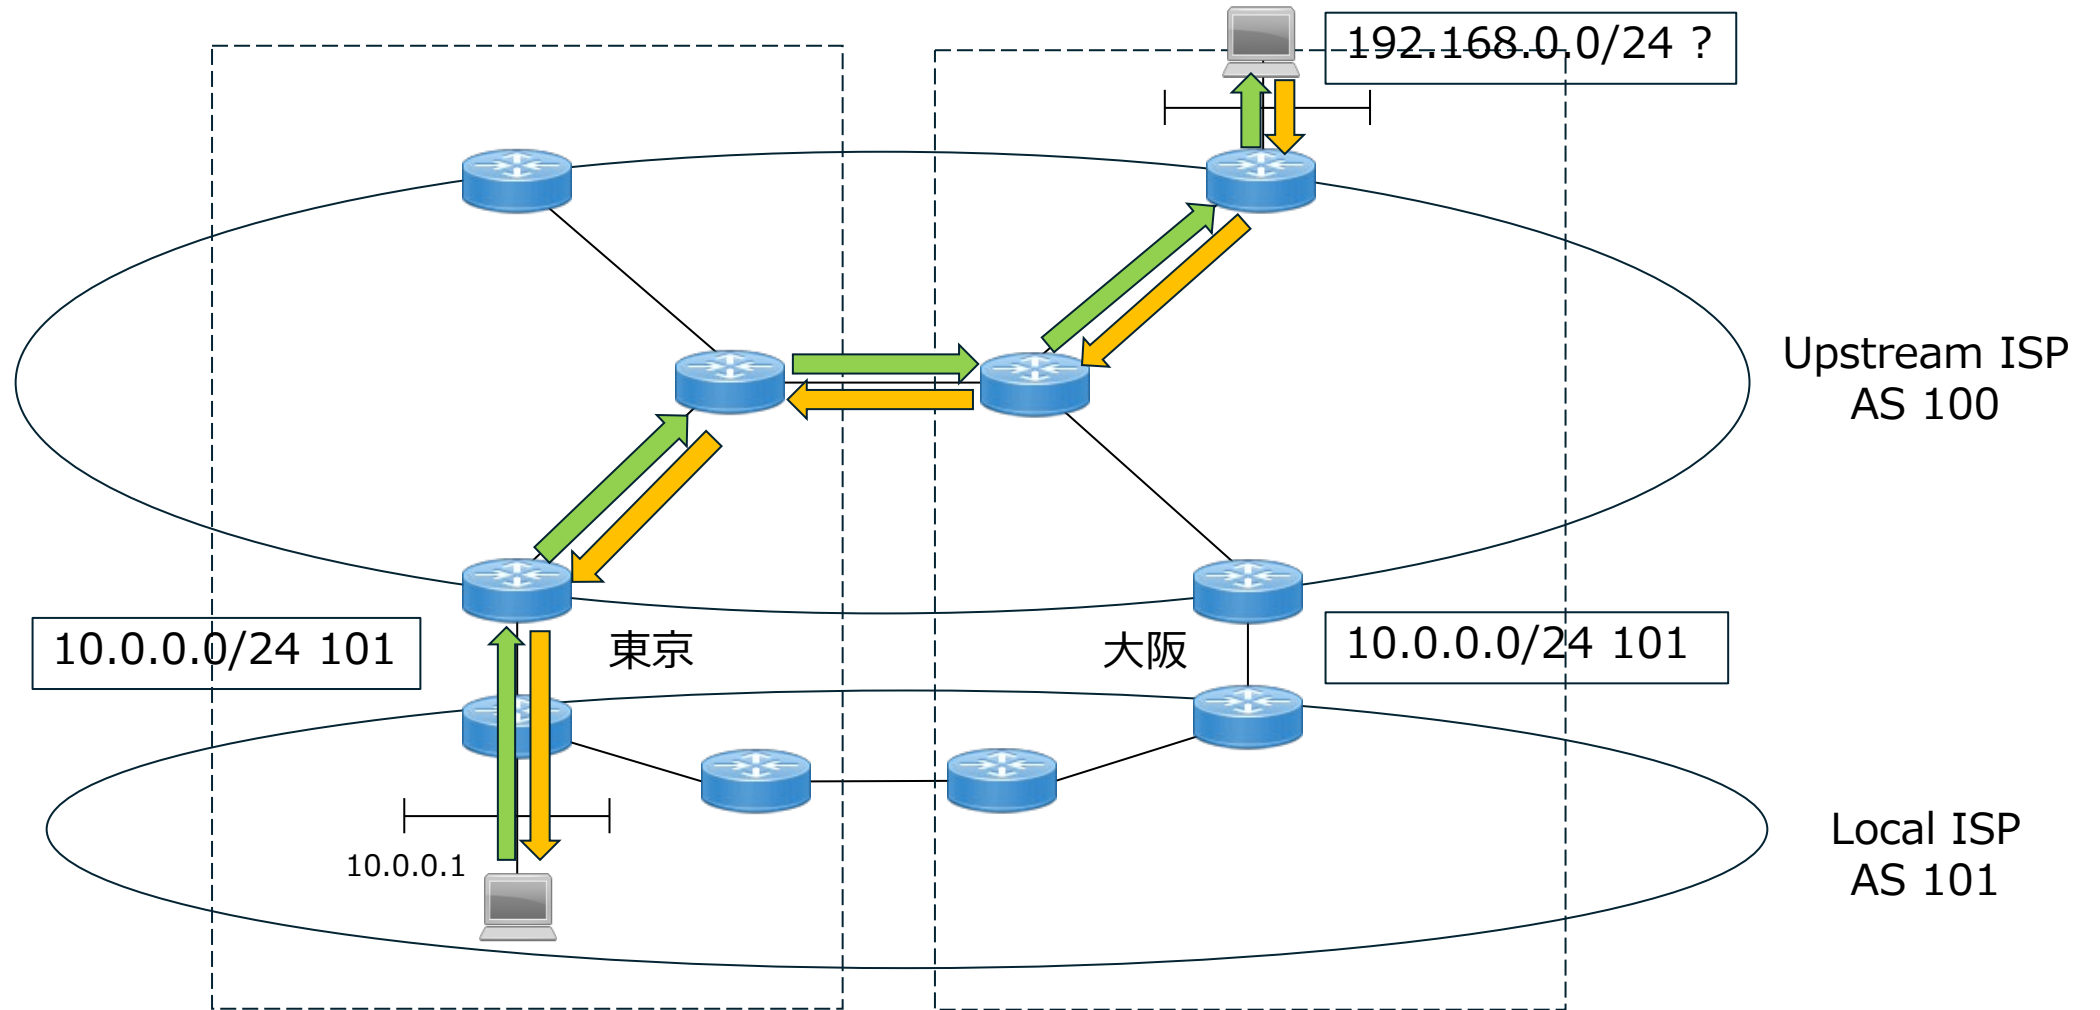 192.168.0.0/24 ?
Upstream ISP
AS 100
10.0.0.0/24 101
東京
大阪
10.0.0.0/24 101
10.0.0.1
Local ISP
AS 101